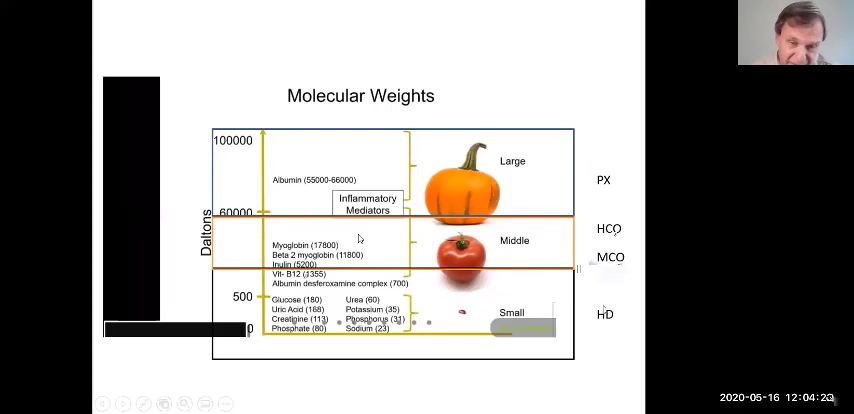 Molecular Weights
100000
Large
Albumin (55000-66000)
PX
Inflammatory
Mediators
60000
Daltons
HCO
Middle
Myoglobin (17800)
Beta 2 myoglobin (11800)
MCO
Inulin (5200)
Vit- B12 (1355)
Albumin desferoxamine complex (700)
500
Glucose (180)
Urea (60)
Uric Acid (168)
Potassium (35)
Small
HD
Creatinine (113)
Phosphorus (31)
Phosphate (80)
Sodium (23)
0
2020-05-16 12:04:20